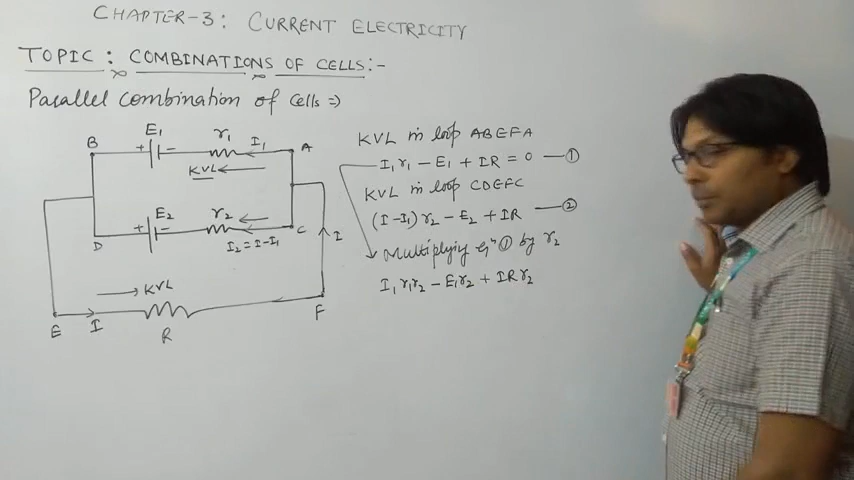 CHAPTER-3: CURRENT ELECTRICITY
TOPIC: COMBINATIONS OF CELLS:-
Parallel combination of cells ⇒
E₁
B
+
-
r₁
I₁
A
KVL
E₂
r₂
D
+
-
I₂ = I-I₁
C
I
KVL
E
I
R
F
KVL in loop ABEFA
I₁r₁ - E₁ + IR = 0 — ①
KVL in loop CDEFC
(I-I₁) r₂ - E₂ + IR — ②
Multiplying eqⁿ ① by r₂
I₁r₁r₂ - E₁r₂ + IRr₂